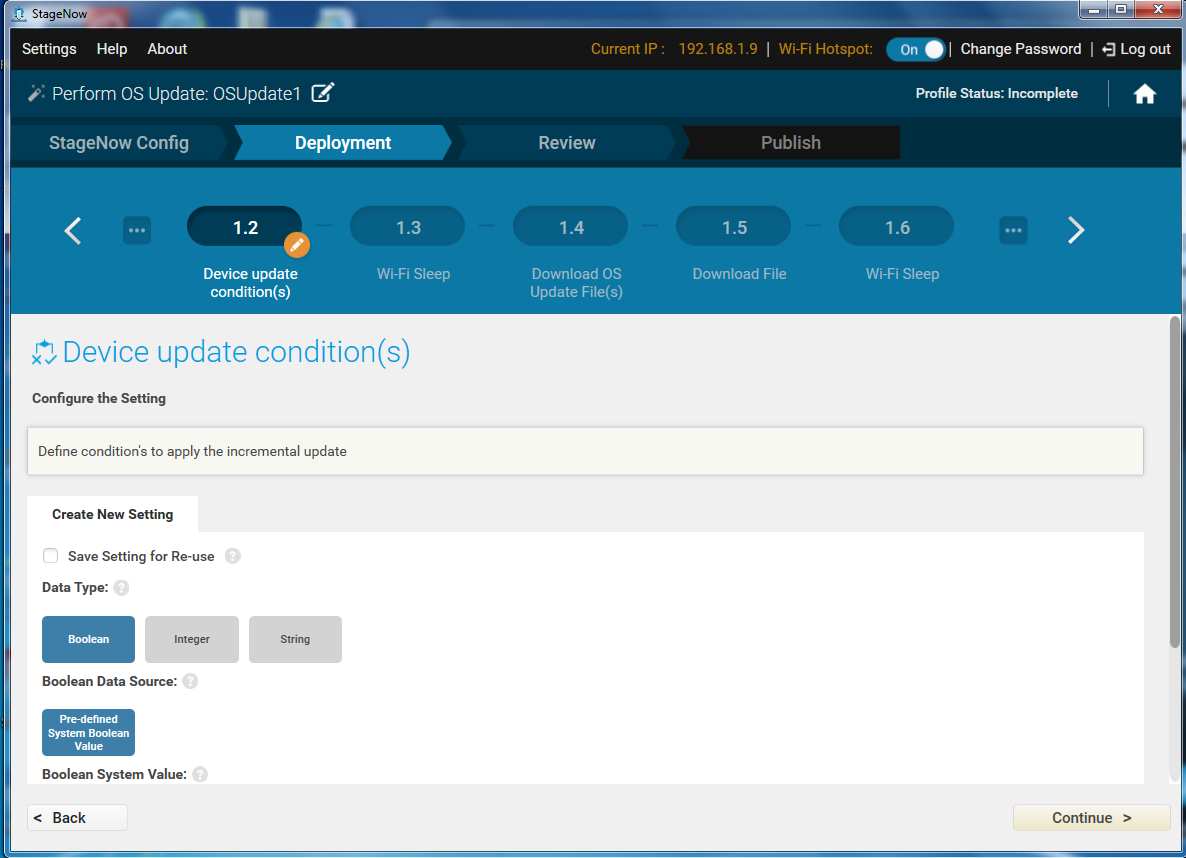 StageNow
Settings Help About Current IP : 192.168.1.9 | Wi-Fi Hotspot: On | Change Password | Log out
Perform OS Update: OSUpdate1 Profile Status: Incomplete
StageNow Config Deployment Review Publish
1.2 1.3 1.4 1.5 1.6
Device update Wi-Fi Sleep Download OS Download File Wi-Fi Sleep
condition(s) Update File(s)
Device update condition(s)
Configure the Setting
Define condition's to apply the incremental update
Create New Setting
Save Setting for Re-use ?
Data Type: ?
Boolean Integer String
Boolean Data Source: ?
Pre-defined
System Boolean
Value
Boolean System Value: ?
< Back Continue >